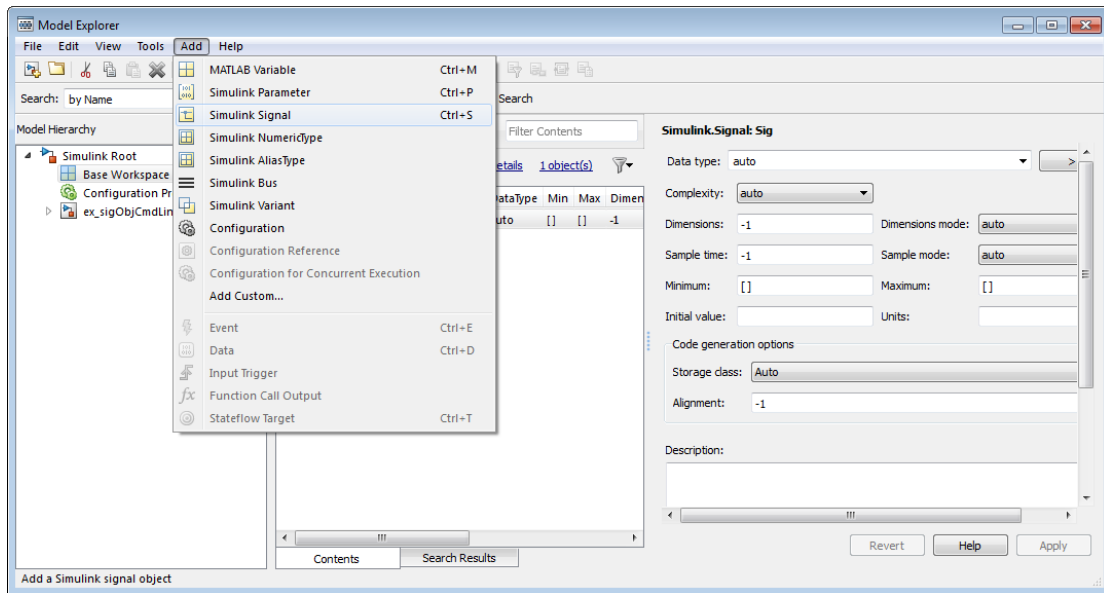 Model Explorer
File Edit View Tools Add Help
Search: by Name
Search
Model Hierarchy
Simulink Root
Base Workspace
Configuration Pr
ex_sigObjCmdLin
MATLAB Variable Ctrl+M
Simulink Parameter Ctrl+P
Simulink Signal Ctrl+S
Simulink NumericType
Simulink AliasType
Simulink Bus
Simulink Variant
Configuration
Configuration Reference
Configuration for Concurrent Execution
Add Custom...
Event Ctrl+E
Data Ctrl+D
Input Trigger
fx Function Call Output
Stateflow Target Ctrl+T
Filter Contents
etails 1 object(s)
DataType Min Max Dimen
uto [] [] -1
Contents Search Results
Simulink.Signal: Sig
Data type: auto >
Complexity: auto
Dimensions: -1 Dimensions mode: auto
Sample time: -1 Sample mode: auto
Minimum: [] Maximum: []
Initial value: Units:
Code generation options
Storage class: Auto
Alignment: -1
Description:
Revert Help Apply
Add a Simulink signal object